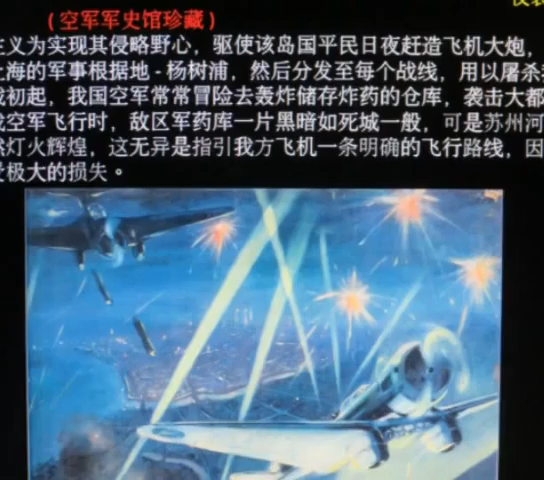 （空军军史馆珍藏）
义为实现其侵略野心，驱使该岛国平民日夜赶造飞机大炮，
海的军事根据地-杨树浦，然后分发至每个战线，用以屠杀
初起，我国空军常常冒险去轰炸储存炸药的仓库，袭击大都
空军飞行时，敌区军药库一片黑暗如死城一般，可是苏州河
灯火辉煌，这无异是指引我方飞机一条明确的飞行路线，因
极大的损失。